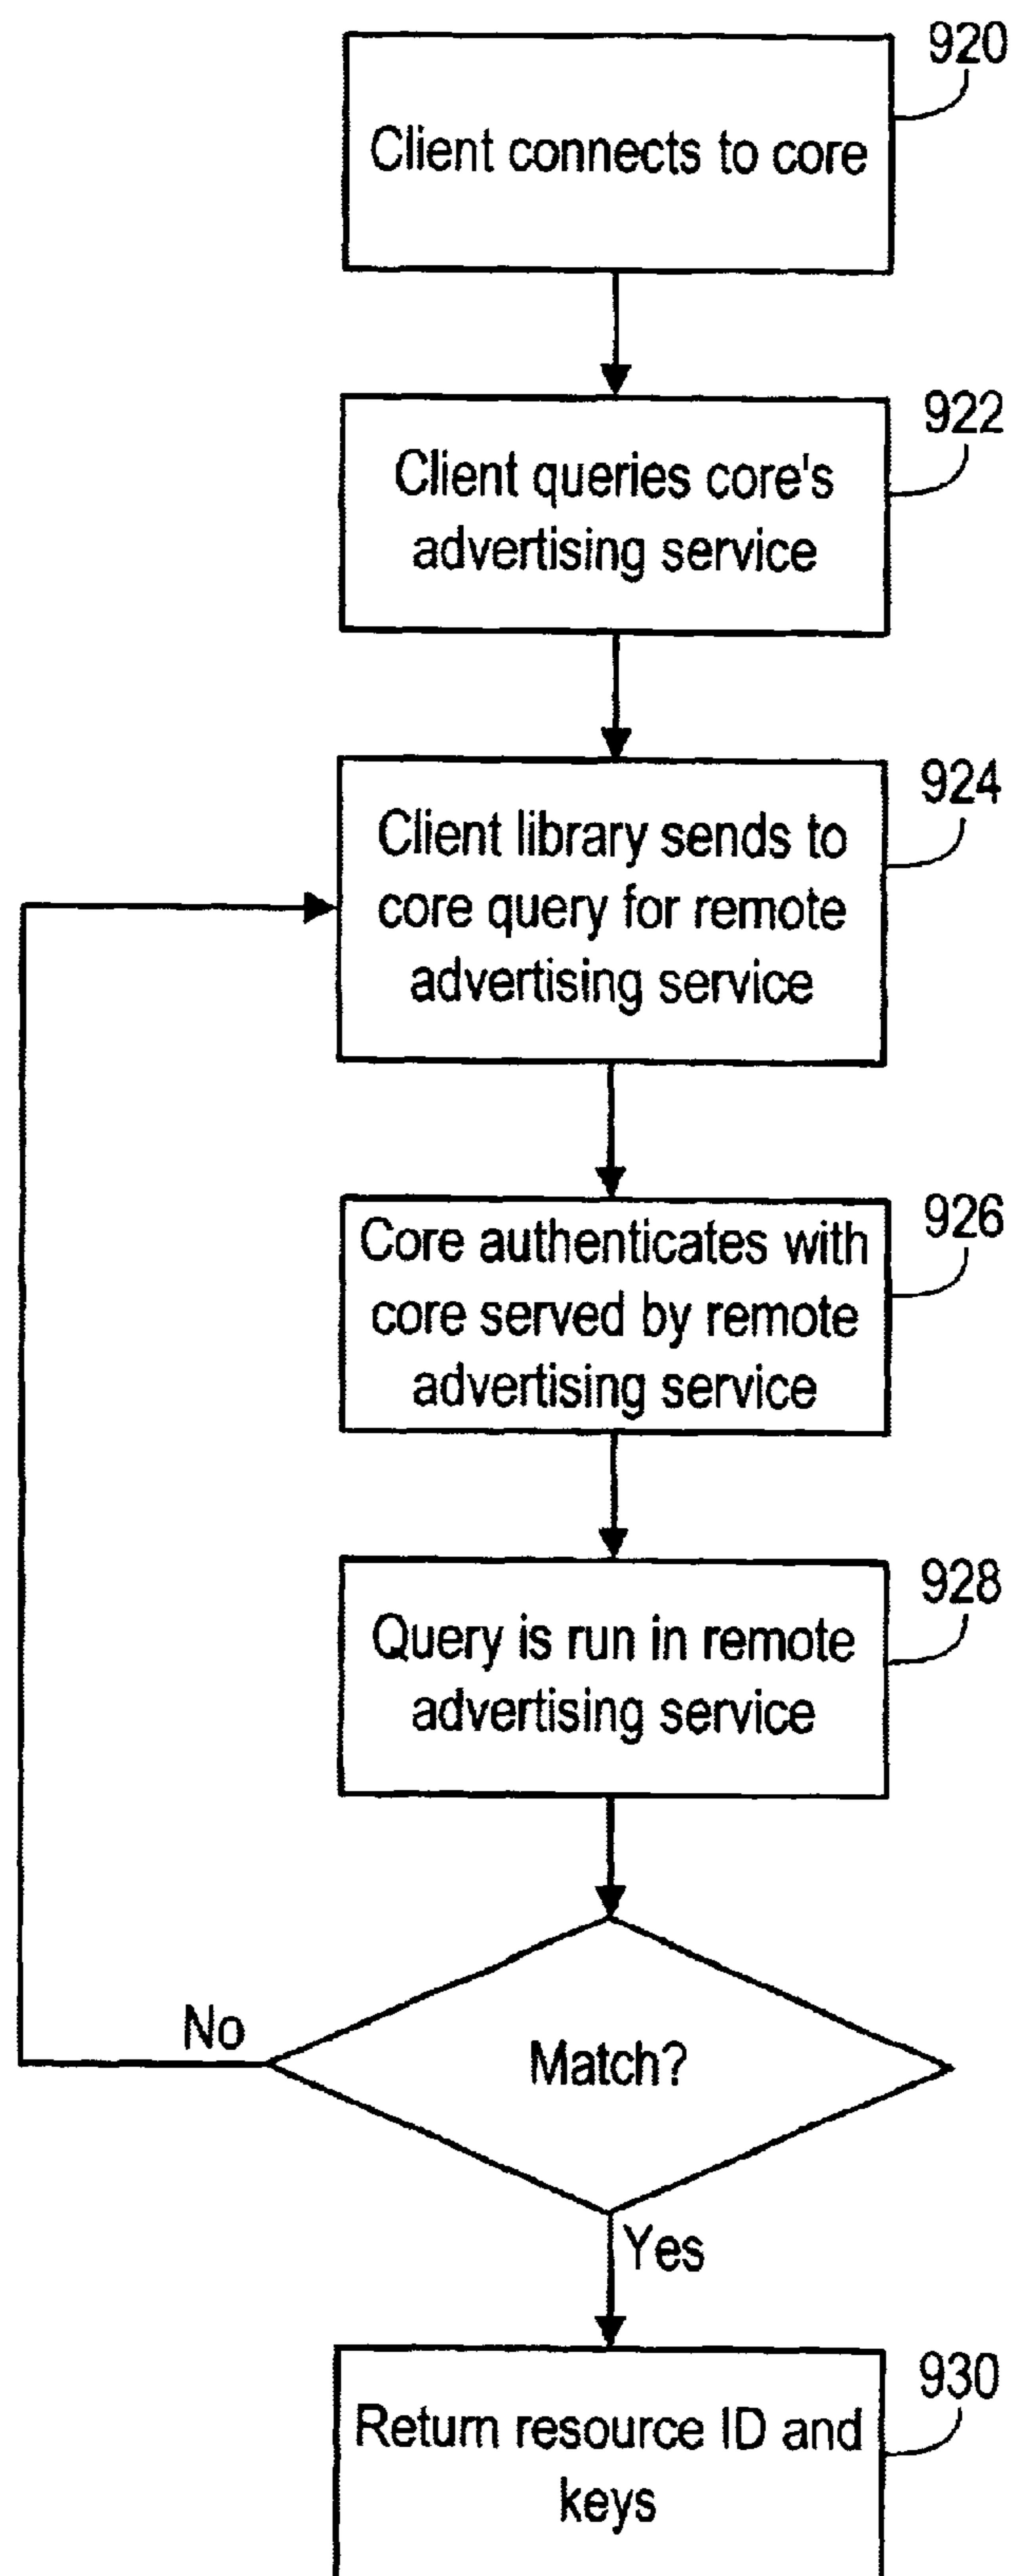 920
Client connects to core
922
Client queries core's
advertising service
924
Client library sends to
core query for remote
advertising service
926
Core authenticates with
core served by remote
advertising service
928
Query is run in remote
advertising service
No
Match?
Yes
930
Return resource ID and
keys